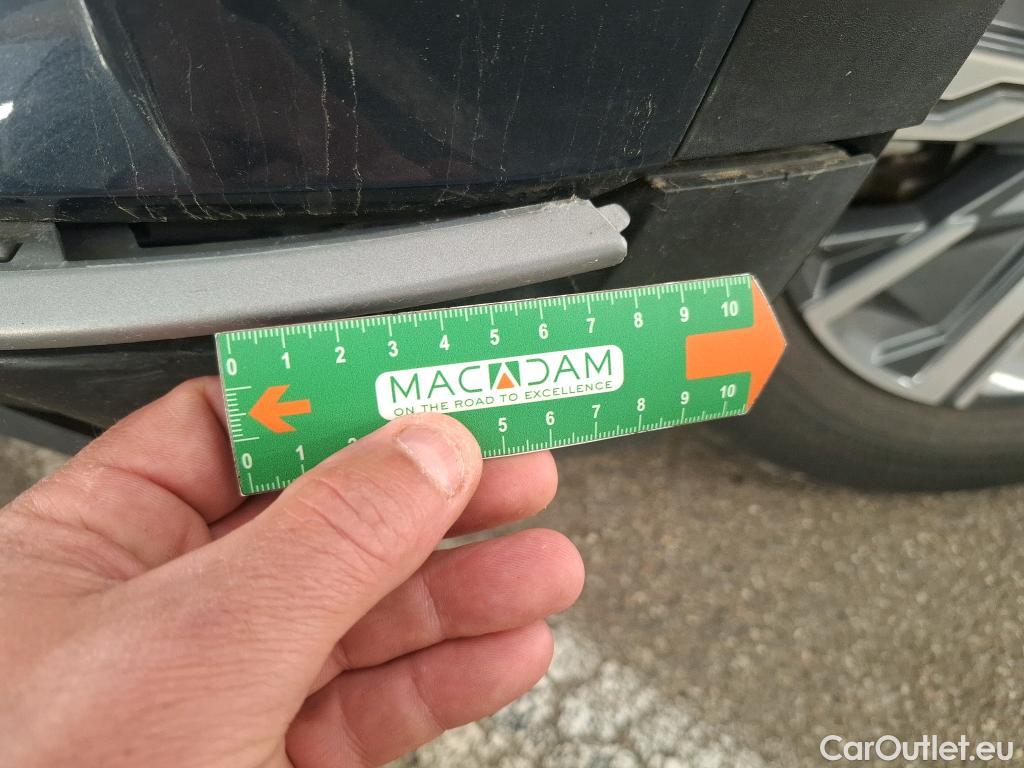 0 1 2 3 4 5 6 7 8 9 10
MACADAM
ON THE ROAD TO EXCELLENCE
0 1 5 6 7 8 9 10
CarOutlet.eu